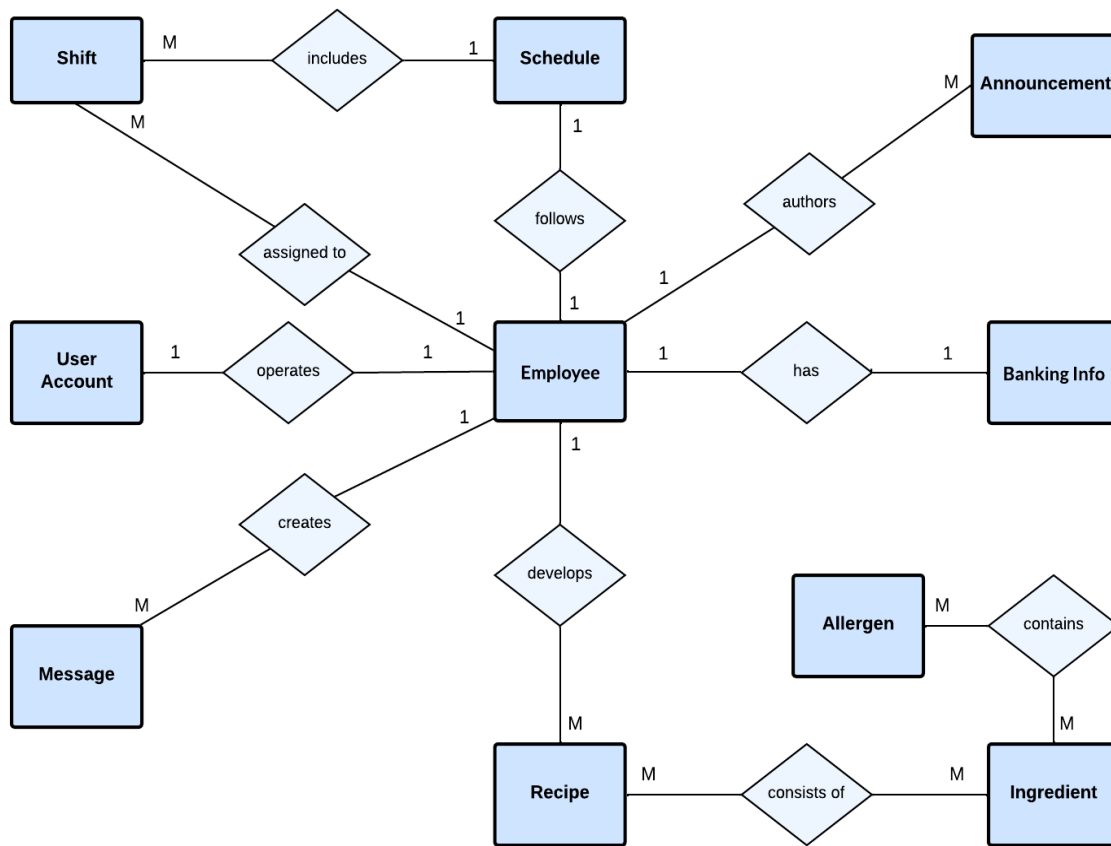 Shift
M
includes
1
Schedule
Announcement
M
M
1
authors
follows
assigned to
1
1
1
User
Account
1
operates
1
Employee
1
has
1
Banking Info
1
1
creates
develops
M
Message
Allergen
M
contains
M
M
Recipe
M
consists of
M
Ingredient